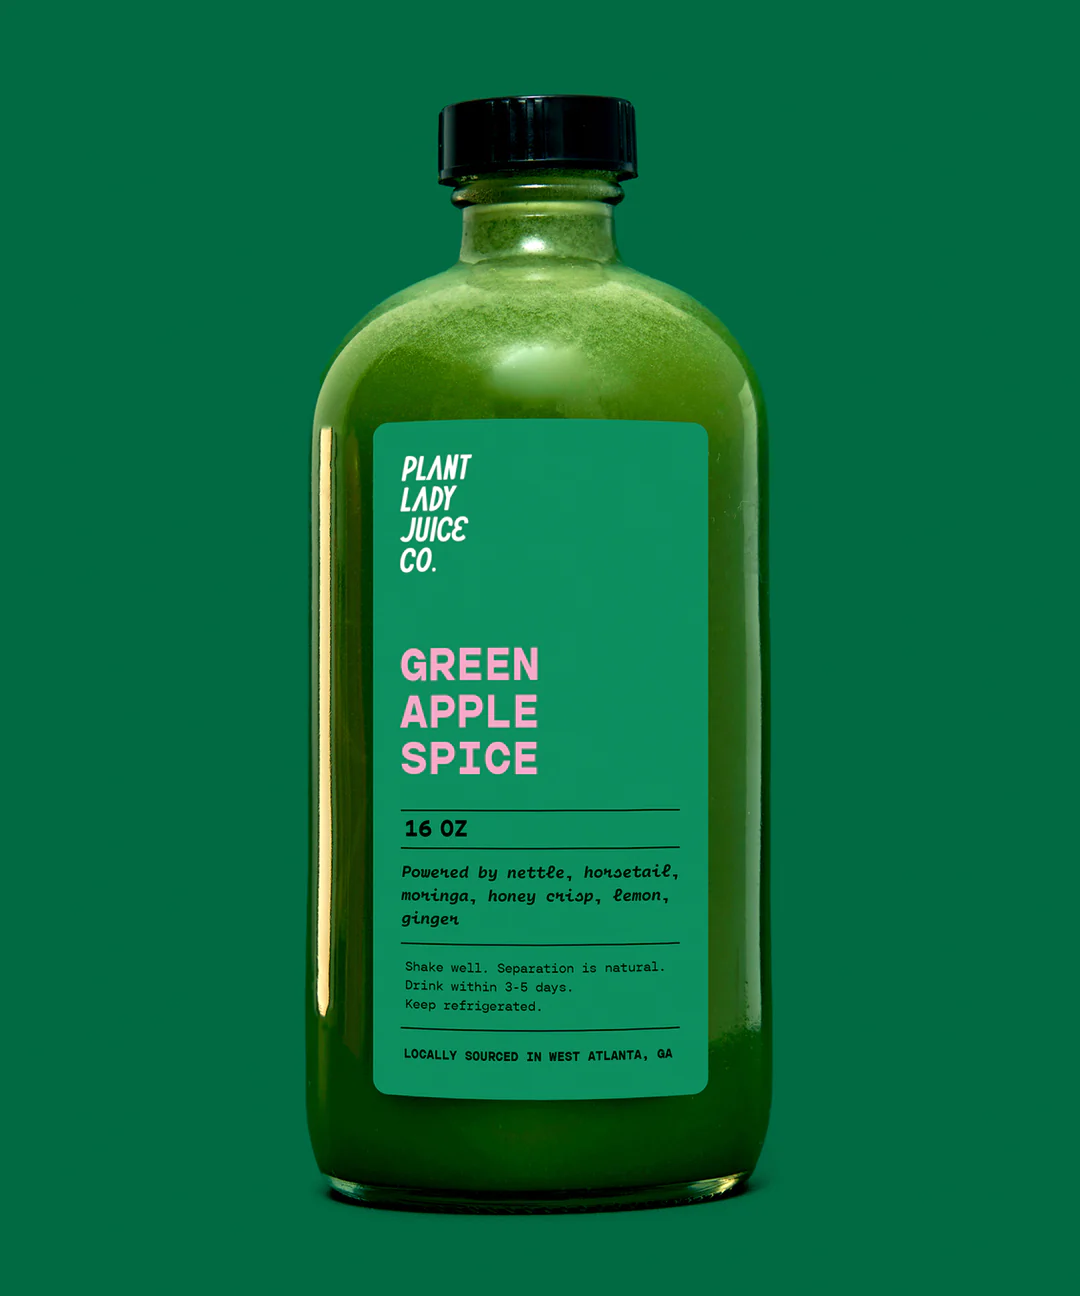 PLANT
LADY
JUICE
CO.
GREEN
APPLE
SPICE
16 OZ
Powered by nettle, horsetail,
moringa, honey crisp, lemon,
ginger
Shake well. Separation is natural.
Drink within 3-5 days.
Keep refrigerated.
LOCALLY SOURCED IN WEST ATLANTA, GA